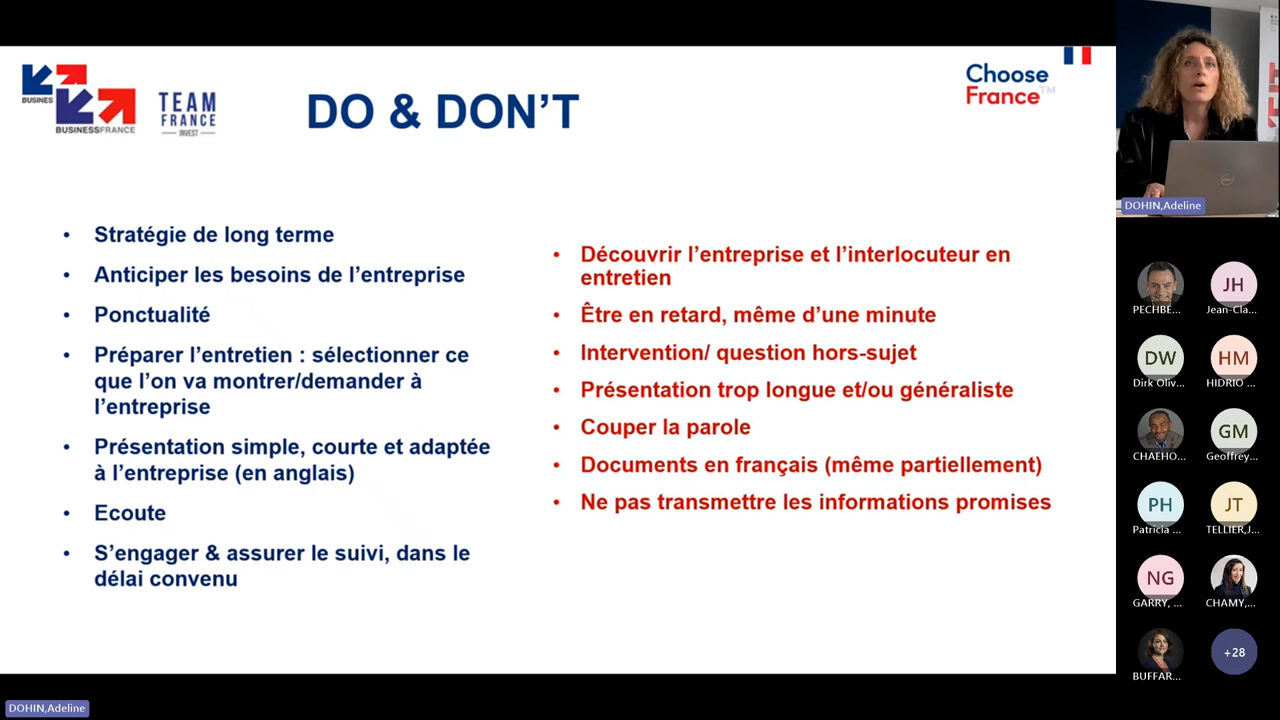 BUSINES
BUSINESSFRANCE
TEAM
FRANCE
INVEST
DO & DON'T
Choose
France™
• Stratégie de long terme
• Anticiper les besoins de l'entreprise
• Ponctualité
• Préparer l'entretien : sélectionner ce
que l'on va montrer/demander à
l'entreprise
• Présentation simple, courte et adaptée
à l'entreprise (en anglais)
• Ecoute
• S'engager & assurer le suivi, dans le
délai convenu
• Découvrir l'entreprise et l'interlocuteur en
entretien
• Être en retard, même d'une minute
• Intervention/ question hors-sujet
• Présentation trop longue et/ou généraliste
• Couper la parole
• Documents en français (même partiellement)
• Ne pas transmettre les informations promises
DELL
DOHIN,Adeline
PECHBE...
JH
Jean-Cla...
DW
Dirk Oliv...
HM
HIDRIO ...
CHAEHO...
GM
Geoffrey...
PH
Patricia ...
JT
TELLIER,J...
NG
GARRY, ...
CHAMY,...
BUFFAR...
+28
DOHIN,Adeline